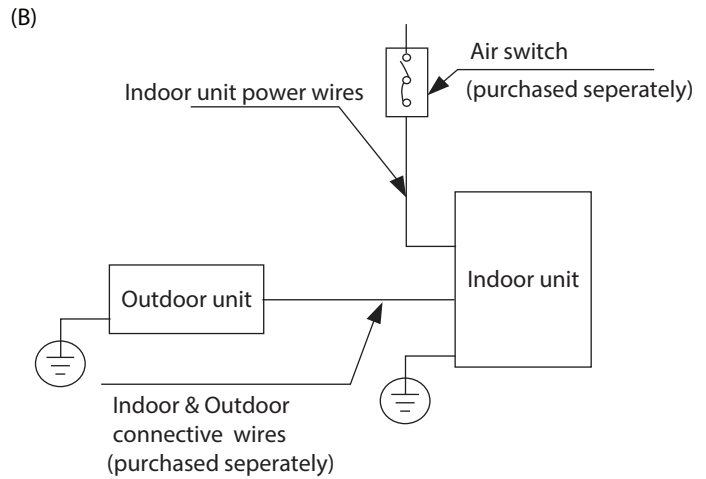 (B)
Air switch
(purchased seperately)
Indoor unit power wires
Indoor unit
Outdoor unit
Indoor & Outdoor
connective wires
(purchased seperately)